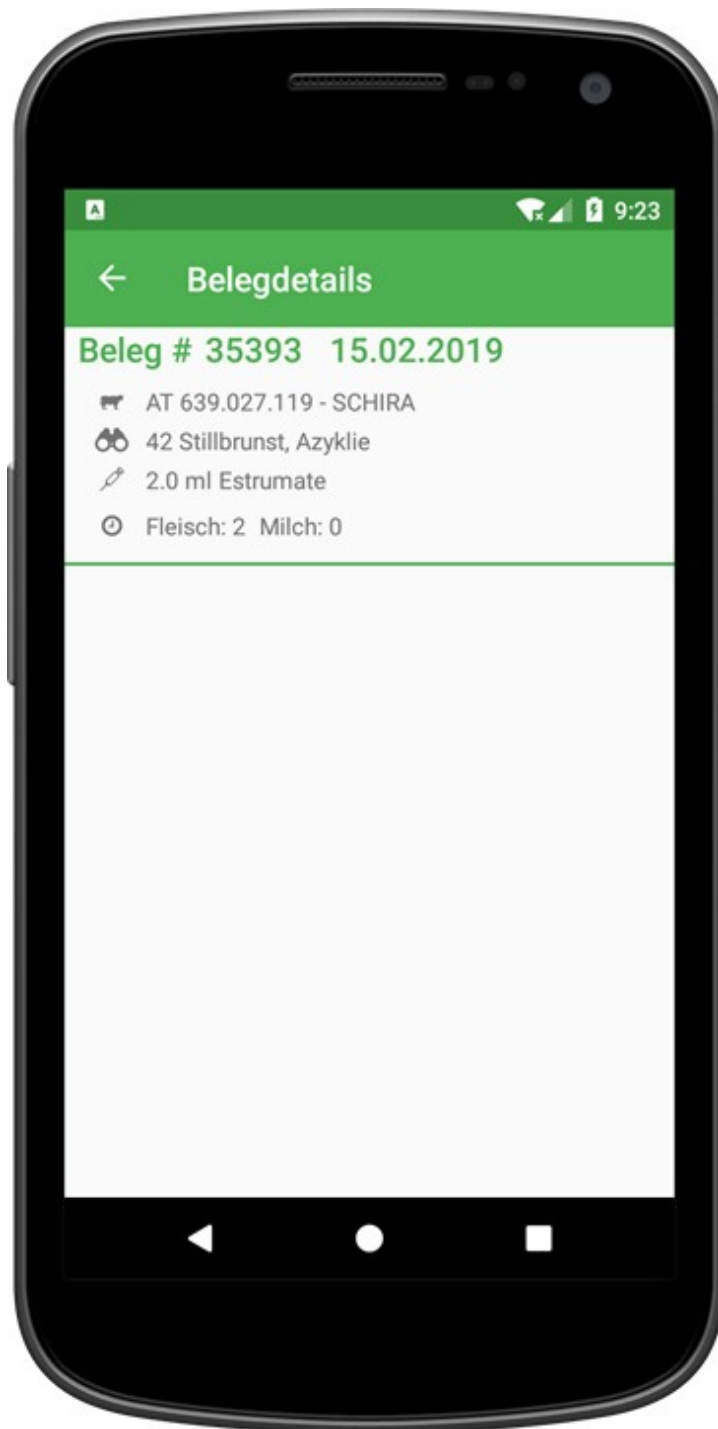 A
9:23
Belegdetails
Beleg # 35393 15.02.2019
AT 639.027.119 - SCHIRA
42 Stillbrunst, Azyklie
2.0 ml Estrumate
Fleisch: 2 Milch: 0